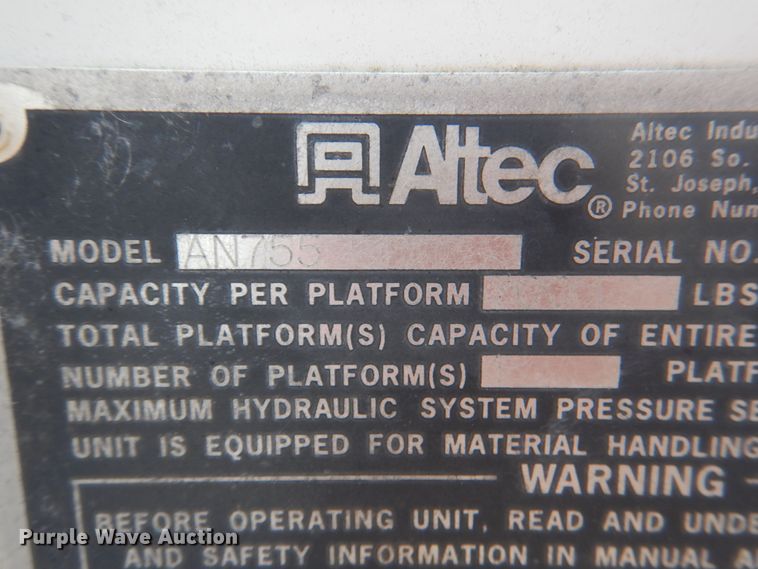 Altec
Altec Indu
2106 So.
St. Joseph,
® Phone Num
MODEL AN755 SERIAL NO.
CAPACITY PER PLATFORM LBS
TOTAL PLATFORM(S) CAPACITY OF ENTIRE
NUMBER OF PLATFORM(S) PLATF
MAXIMUM HYDRAULIC SYSTEM PRESSURE SE
UNIT IS EQUIPPED FOR MATERIAL HANDLING
WARNING
BEFORE OPERATING UNIT, READ AND UNDE
AND SAFETY INFORMATION IN MANUAL A
Purple Wave Auction